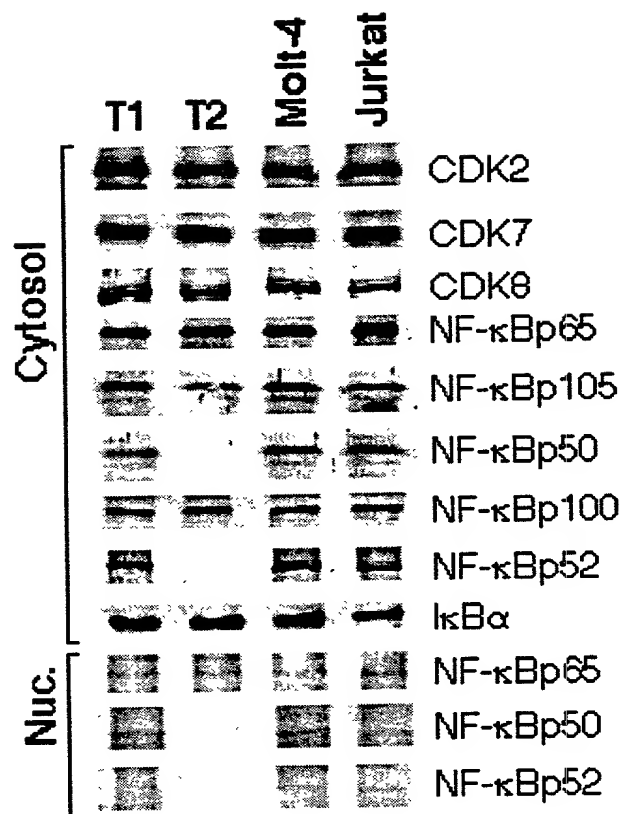 T1 T2 Molt-4 Jurkat
Cytosol
CDK2
CDK7
CDK8
NF-κBp65
NF-κBp105
NF-κBp50
NF-κBp100
NF-κBp52
IκBα
Nuc.
NF-κBp65
NF-κBp50
NF-κBp52